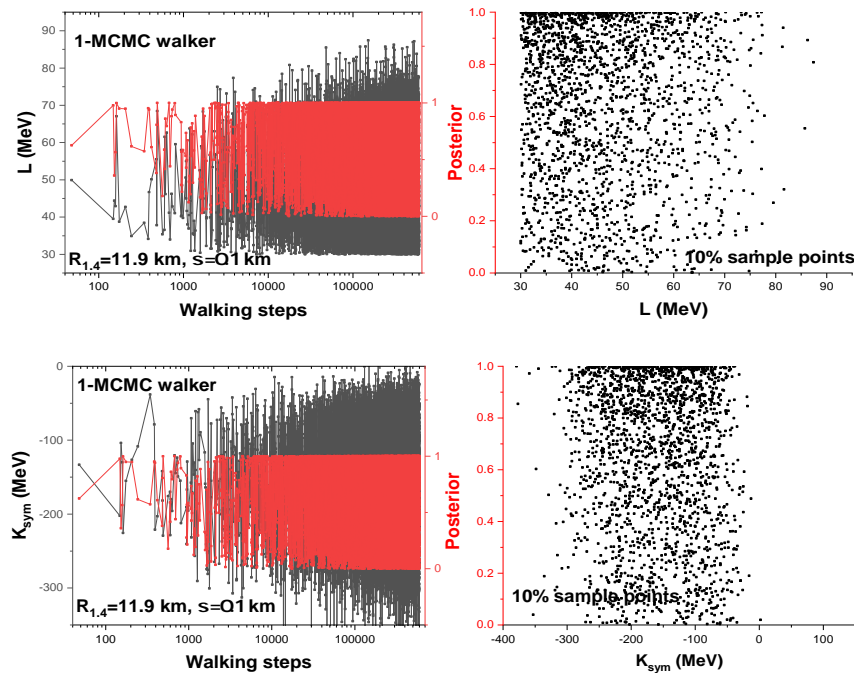 1-MCMC walker
95
90
80
70
60
50
40
30
L (MeV)
1
0
Posterior
R1.4=11.9 km, s=0.1 km
100
1000
10000
100000
Walking steps
1.0
0.8
0.6
0.4
0.2
0.0
10% sample points
30 40 50 60 70 80 90
L (MeV)
1-MCMC walker
0
-100
-200
-300
Ksym (MeV)
1
0
Posterior
R1.4=11.9 km, s=0.1 km
100
1000
10000
100000
Walking steps
1.0
0.8
0.6
0.4
0.2
0.0
10% sample points
-400 -300 -200 -100 0 100
Ksym (MeV)